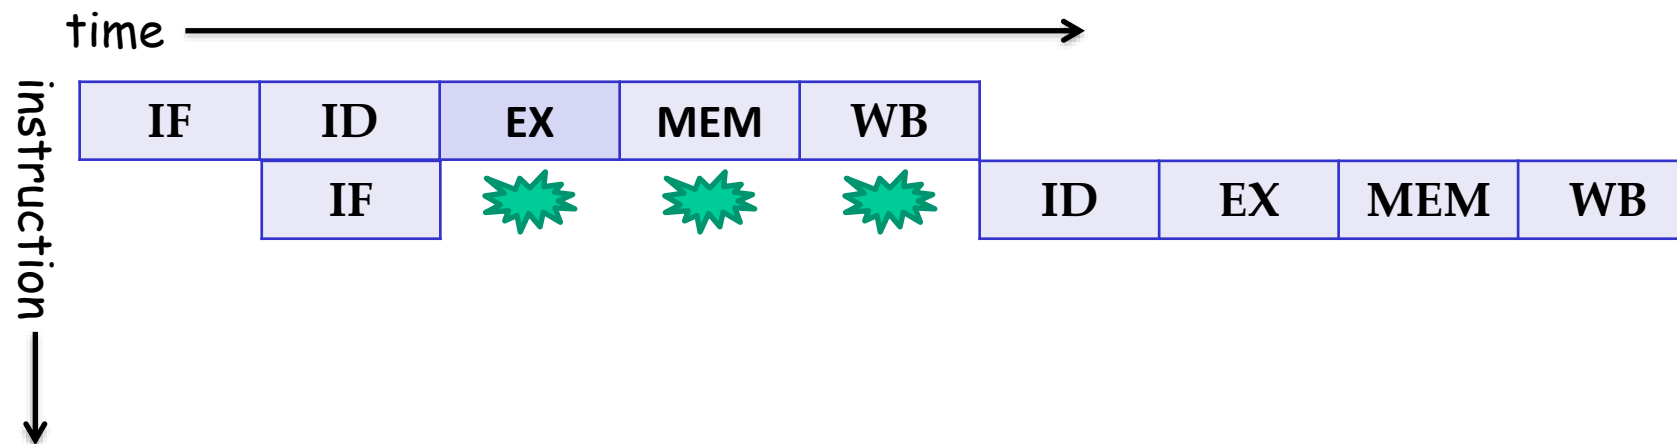 time
instruction
IF ID EX MEM WB
IF ID EX MEM WB